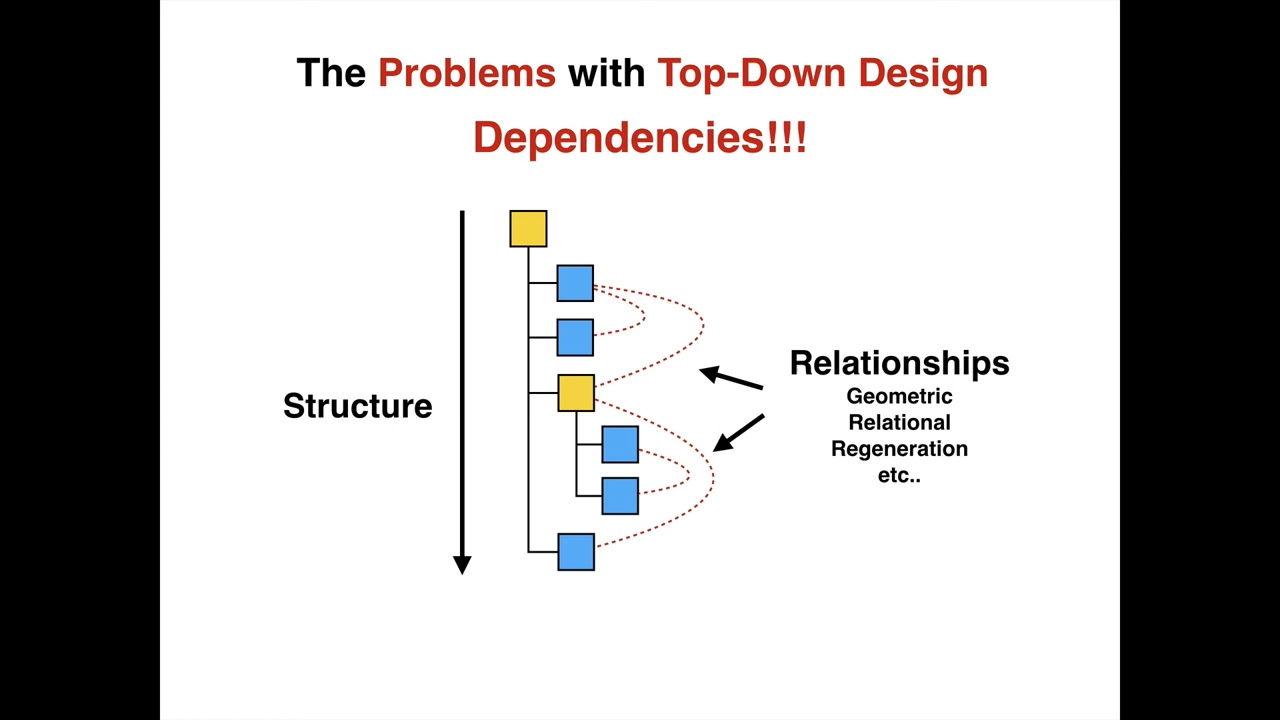 The Problems with Top-Down Design
Dependencies!!!
Structure
Relationships
Geometric
Relational
Regeneration
etc..